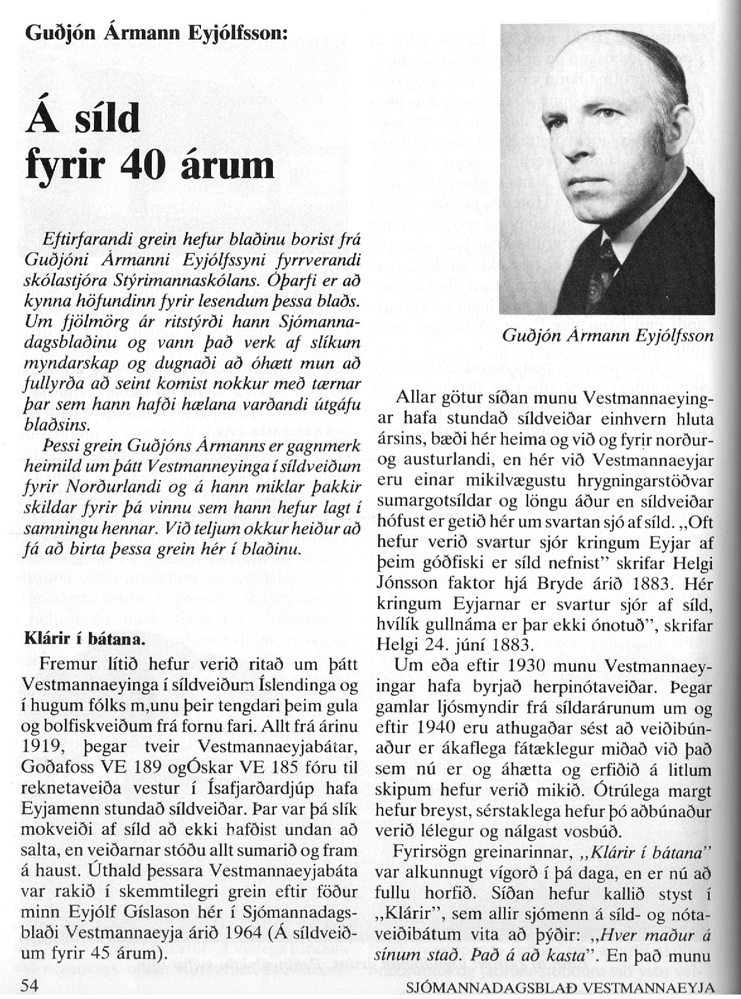 Guðjón Ármann Eyjólfsson:
Á síld
fyrir 40 árum
Eftirfarandi grein hefur blaðinu borist frá
Guðjóni Ármanni Eyjólfssyni fyrrverandi
skólastjóra Stýrimannaskólans. Óþarfi er að
kynna höfundinn fyrir lesendum þessa blaðs.
Um fjölmörg ár ritstýrði hann Sjómanna-
dagsblaðinu og vann það verk af slíkum
myndarskap og dugnaði að óhætt mun að
fullyrða að seint komist nokkur með tærnar
þar sem hann hafði hælana varðandi útgáfu
blaðsins.
Þessi grein Guðjóns Ármanns er gagnmerk
heimild um þátt Vestmanneyinga í síldveiðum
fyrir Norðurlandi og á hann miklar þakkir
skildar fyrir þá vinnu sem hann hefur lagt í
samningu hennar. Við teljum okkur heiður að
fá að birta þessa grein hér í blaðinu.
Klárir í bátana.
Fremur lítið hefur verið ritað um þátt
Vestmannaeyinga í síldveiðum Íslendinga og
í hugum fólks m,unu þeir tengdari þeim gula
og bolfiskveiðum frá fornu fari. Allt frá árinu
1919, þegar tveir Vestmannaeyjabátar,
Goðafoss VE 189 ogÓskar VE 185 fóru til
reknetaveiða vestur í Ísafjarðardjúp hafa
Eyjamenn stundað síldveiðar. Þar var þá slík
mokveiði af síld að ekki hafðist undan að
salta, en veiðarnar stóðu allt sumarið og fram
á haust. Úthald þessara Vestmannaeyjabáta
var rakið í skemmtilegri grein eftir föður
minn Eyjólf Gíslason hér í Sjómannadags-
blaði Vestmannaeyja árið 1964 (Á síldveið-
um fyrir 45 árum).
54
Guðjón Ármann Eyjólfsson
Allar götur síðan munu Vestmannaeying-
ar hafa stundað síldveiðar einhvern hluta
ársins, bæði hér heima og við og fyrir norður-
og austurlandi, en hér við Vestmannaeyjar
eru einar mikilvægustu hrygningarstöðvar
sumargotsíldar og löngu áður en síldveiðar
hófust er getið hér um svartan sjó af síld. „Oft
hefur verið svartur sjór kringum Eyjar af
þeim góðfiski er síld nefnist” skrifar Helgi
Jónsson faktor hjá Bryde árið 1883. Hér
kringum Eyjarnar er svartur sjór af síld,
hvílík gullnáma er þar ekki ónotuð”, skrifar
Helgi 24. júní 1883.
Um eða eftir 1930 munu Vestmannaey-
ingar hafa byrjað herpinótaveiðar. Þegar
gamlar ljósmyndir frá síldarárunum um og
eftir 1940 eru athugaðar sést að veiðibún-
aður er ákaflega fátæklegur miðað við það
sem nú er og áhætta og erfiðið á litlum
skipum hefur verið mikið. Ótrúlega margt
hefur breyst, sérstaklega hefur þó aðbúnaður
verið lélegur og nálgast vosbúð.
Fyrirsögn greinarinnar, „Klárir í bátana”
var alkunnugt vígorð í þá daga, en er nú að
fullu horfið. Síðan hefur kallið styst í
„Klárir”, sem allir sjómenn á síld- og nóta-
veiðibátum vita að þýðir: „Hver maður á
sínum stað. Það á að kasta”. En það munu
SJÓMANNADAGSBLAÐ VESTMANNAEYJA